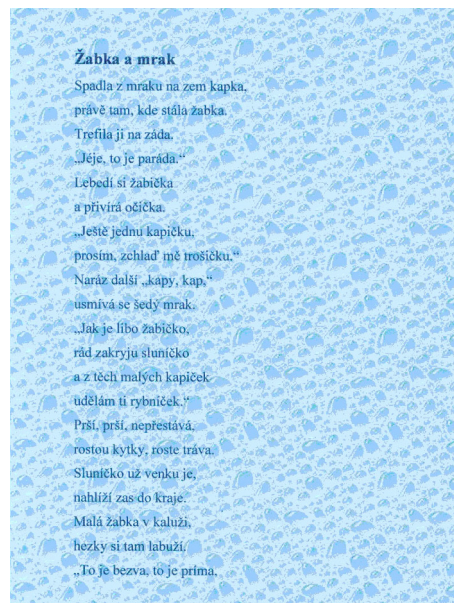 Žabka a mrak
Spadla z mraku na zem kapka,
právě tam, kde stála žabka.
Trefila ji na záda.
„Jéje, to je paráda.“
Lebedí si žabička
a přivírá očička.
„Ještě jednu kapičku,
prosím, zchlaď mě trošičku.“
Naráz další „kapy, kap,“
usmívá se šedý mrak.
„Jak je libo žabičko,
rád zakryju sluníčko
a z těch malých kapiček
udělám ti rybníček.“
Prší, prší, nepřestává,
rostou kytky, roste tráva.
Sluníčko už venku je,
nahlíží zas do kraje.
Malá žabka v kaluži,
hezky si tam labuží.
„To je bezva, to je príma,